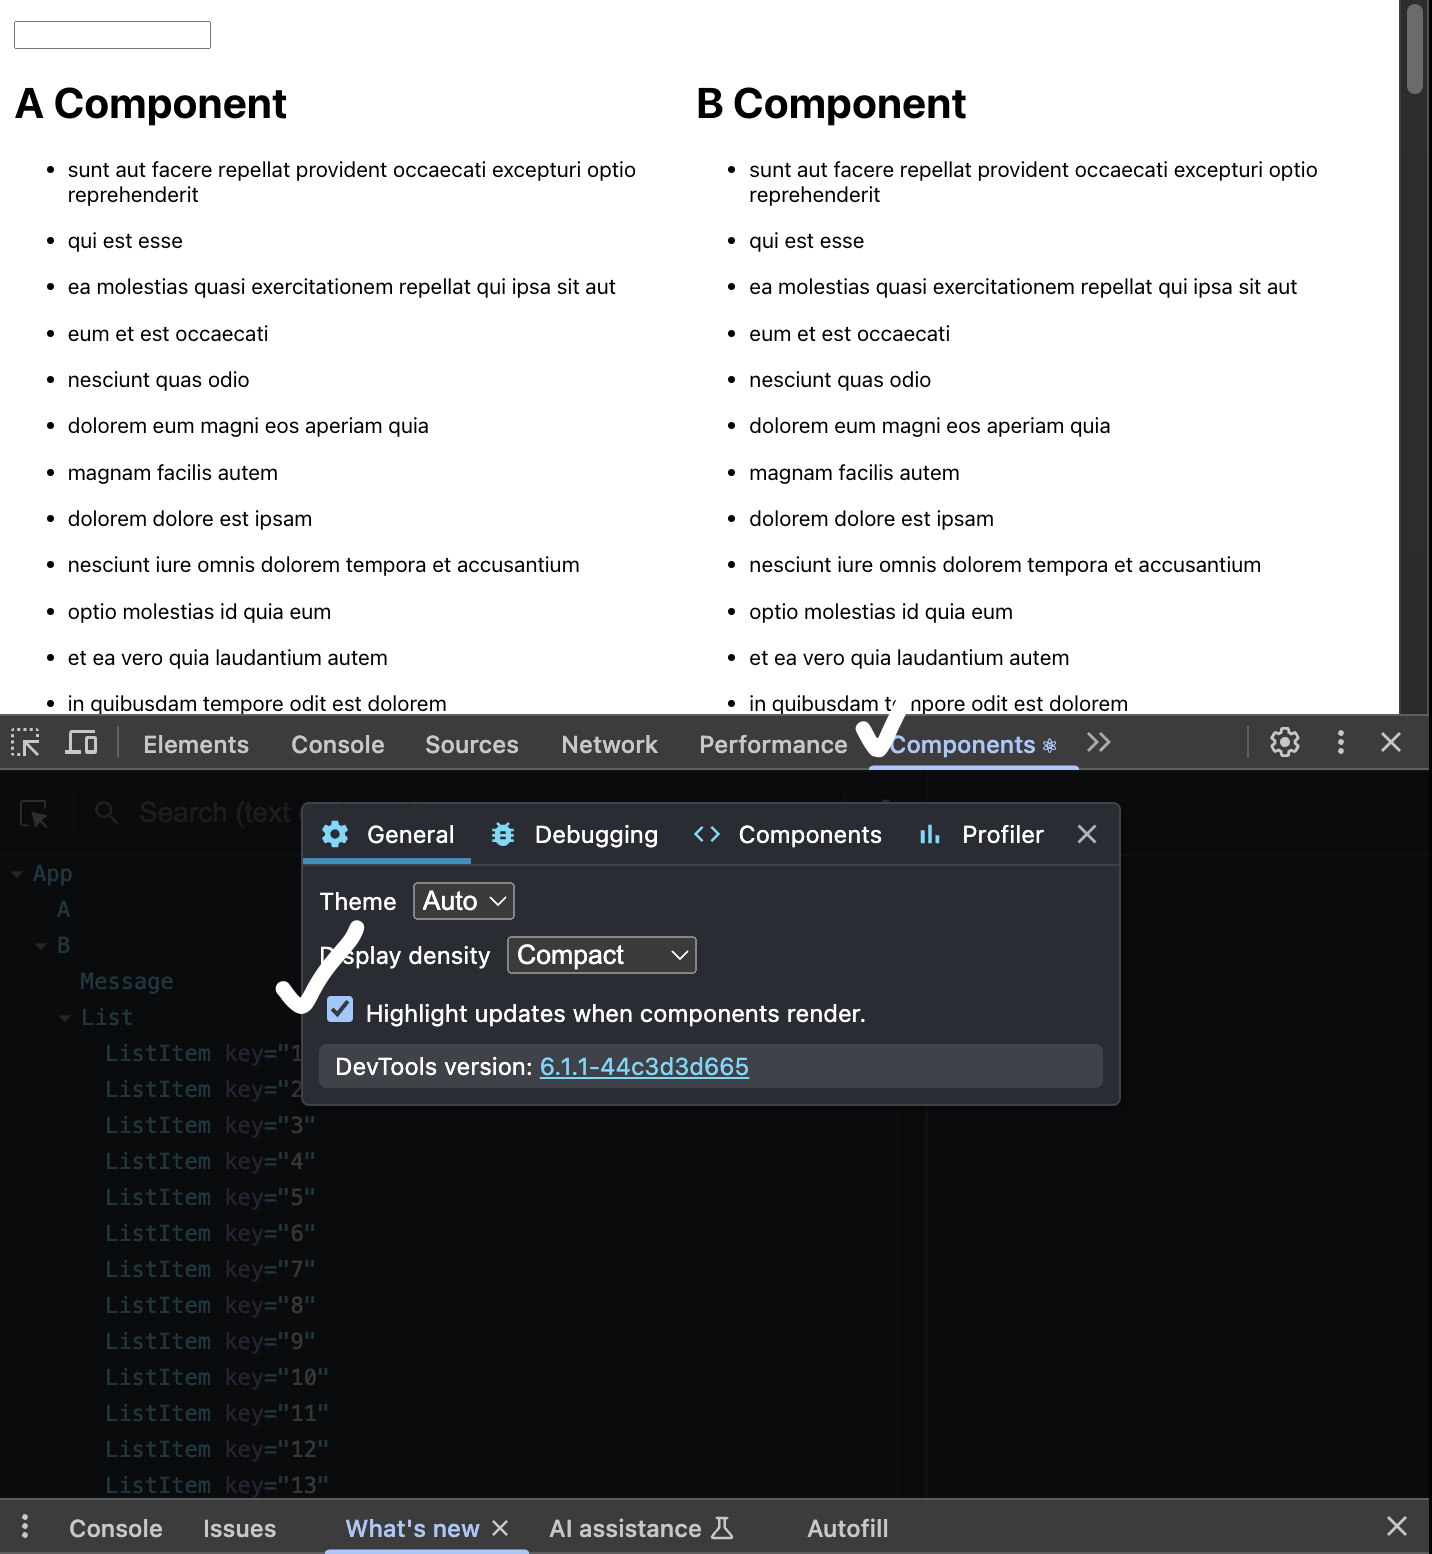 A Component
sunt aut facere repellat provident occaecati excepturi optio
reprehenderit
qui est esse
ea molestias quasi exercitationem repellat qui ipsa sit aut
eum et est occaecati
nesciunt quas odio
dolorem eum magni eos aperiam quia
magnam facilis autem
dolorem dolore est ipsam
nesciunt iure omnis dolorem tempora et accusantium
optio molestias id quia eum
et ea vero quia laudantium autem
in quibusdam tempore odit est dolorem
B Component
sunt aut facere repellat provident occaecati excepturi optio
reprehenderit
qui est esse
ea molestias quasi exercitationem repellat qui ipsa sit aut
eum et est occaecati
nesciunt quas odio
dolorem eum magni eos aperiam quia
magnam facilis autem
dolorem dolore est ipsam
nesciunt iure omnis dolorem tempora et accusantium
optio molestias id quia eum
et ea vero quia laudantium autem
in quibusdam tempore odit est dolorem
Elements Console Sources Network Performance Components
Search (text
General Debugging Components Profiler
Theme Auto
Display density Compact
Highlight updates when components render.
DevTools version: 6.1.1-44c3d3d665
App
A
B
Message
List
ListItem key="1
ListItem key="2
ListItem key="3"
ListItem key="4"
ListItem key="5"
ListItem key="6"
ListItem key="7"
ListItem key="8"
ListItem key="9"
ListItem key="10"
ListItem key="11"
ListItem key="12"
ListItem key="13"
Console Issues What's new AI assistance Autofill